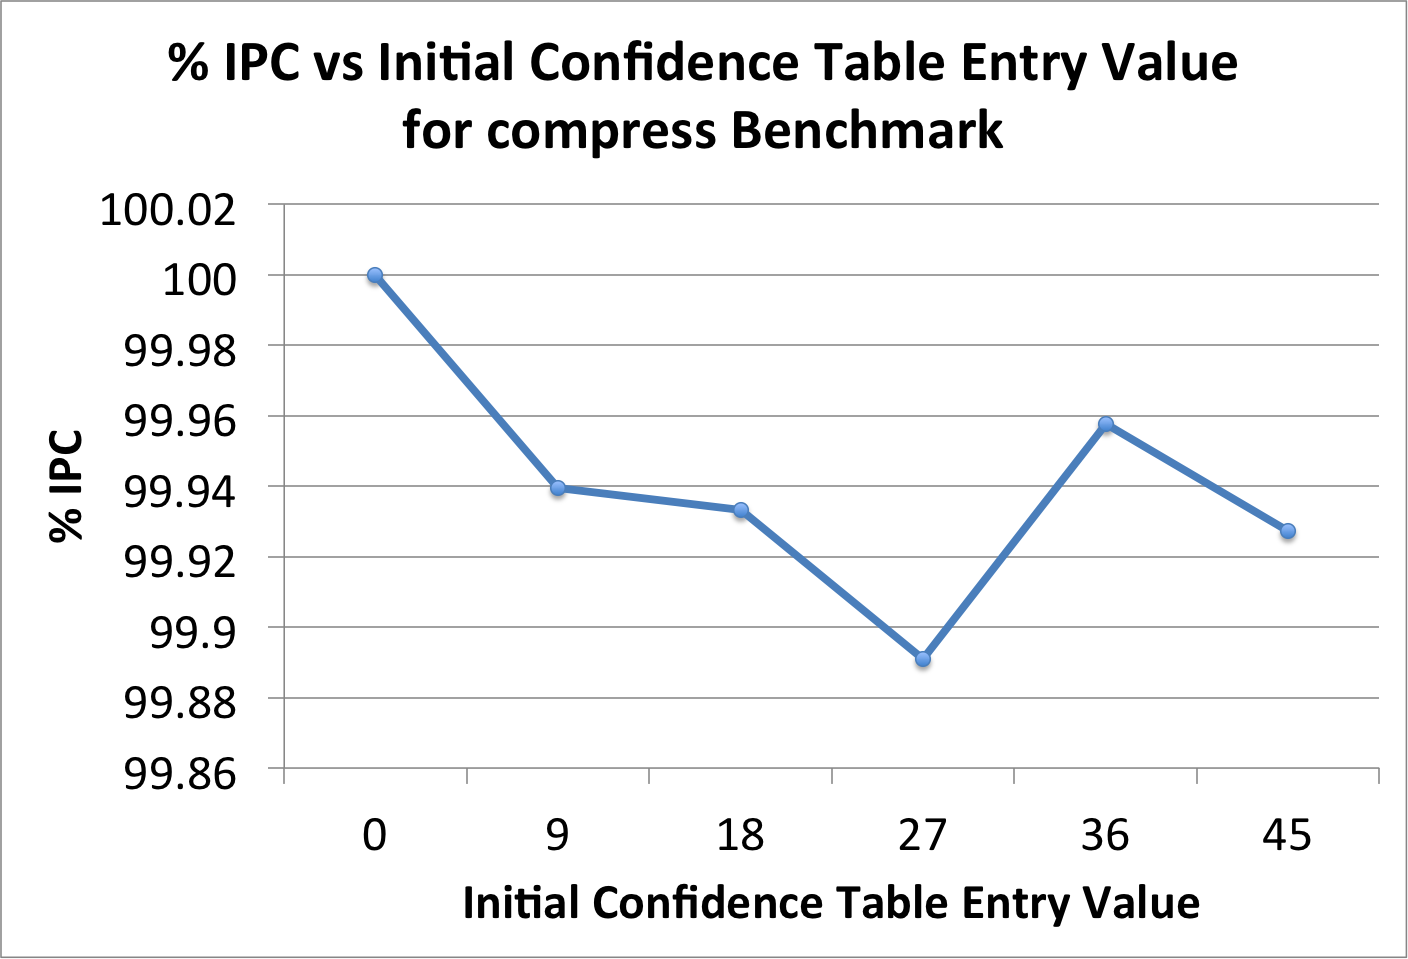 % IPC vs Initial Confidence Table Entry Value
for compress Benchmark
100.02
100
99.98
99.96
99.94
99.92
99.9
99.88
99.86
% IPC
0 9 18 27 36 45
Initial Confidence Table Entry Value